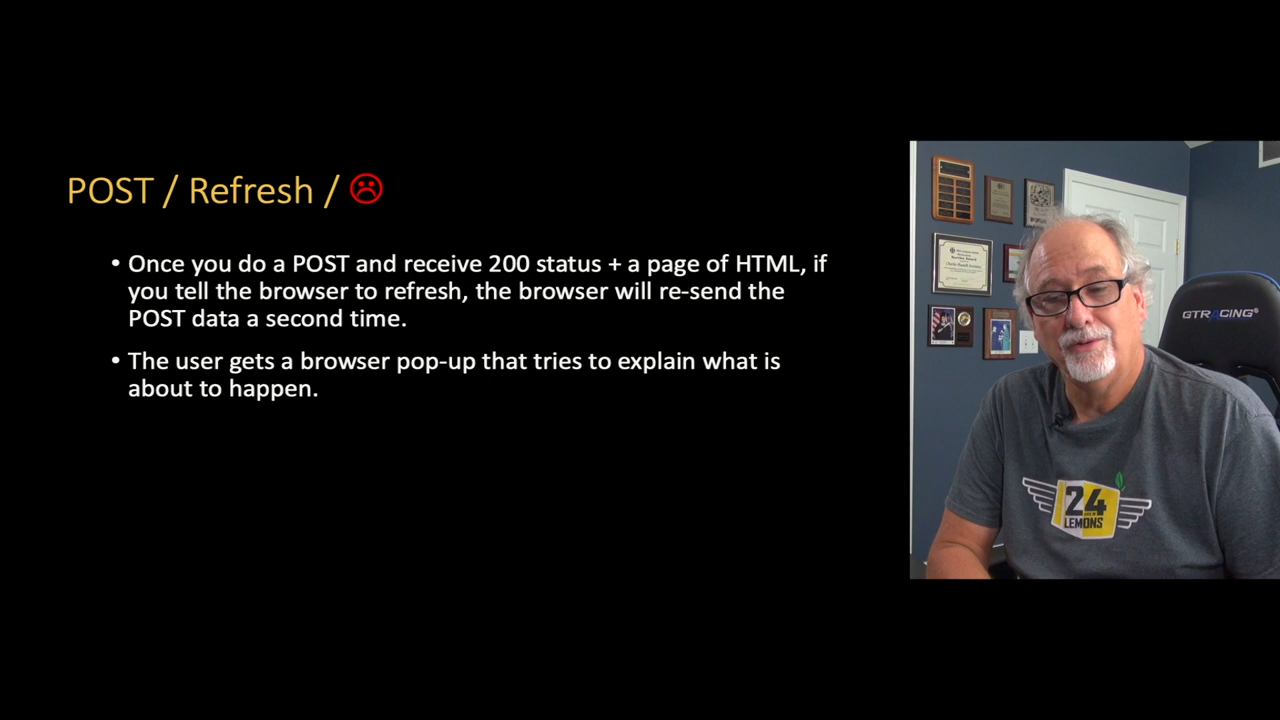 POST / Refresh / ☹
• Once you do a POST and receive 200 status + a page of HTML, if
you tell the browser to refresh, the browser will re-send the
POST data a second time.
• The user gets a browser pop-up that tries to explain what is
about to happen.
GTRACING®
24
LEMONS